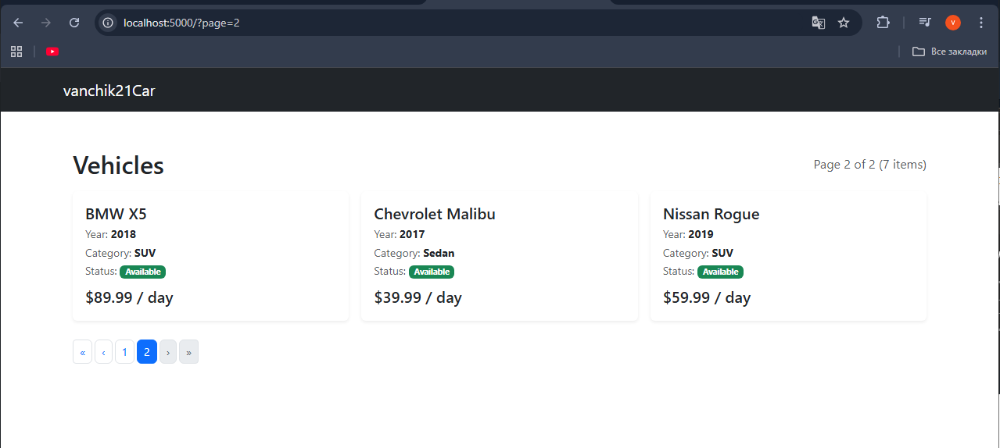 localhost:5000/?page=2
v
Все закладки
vanchik21Car
Vehicles
Page 2 of 2 (7 items)
BMW X5
Year: 2018
Category: SUV
Status: Available
$89.99 / day
Chevrolet Malibu
Year: 2017
Category: Sedan
Status: Available
$39.99 / day
Nissan Rogue
Year: 2019
Category: SUV
Status: Available
$59.99 / day
« ‹ 1 2 › »